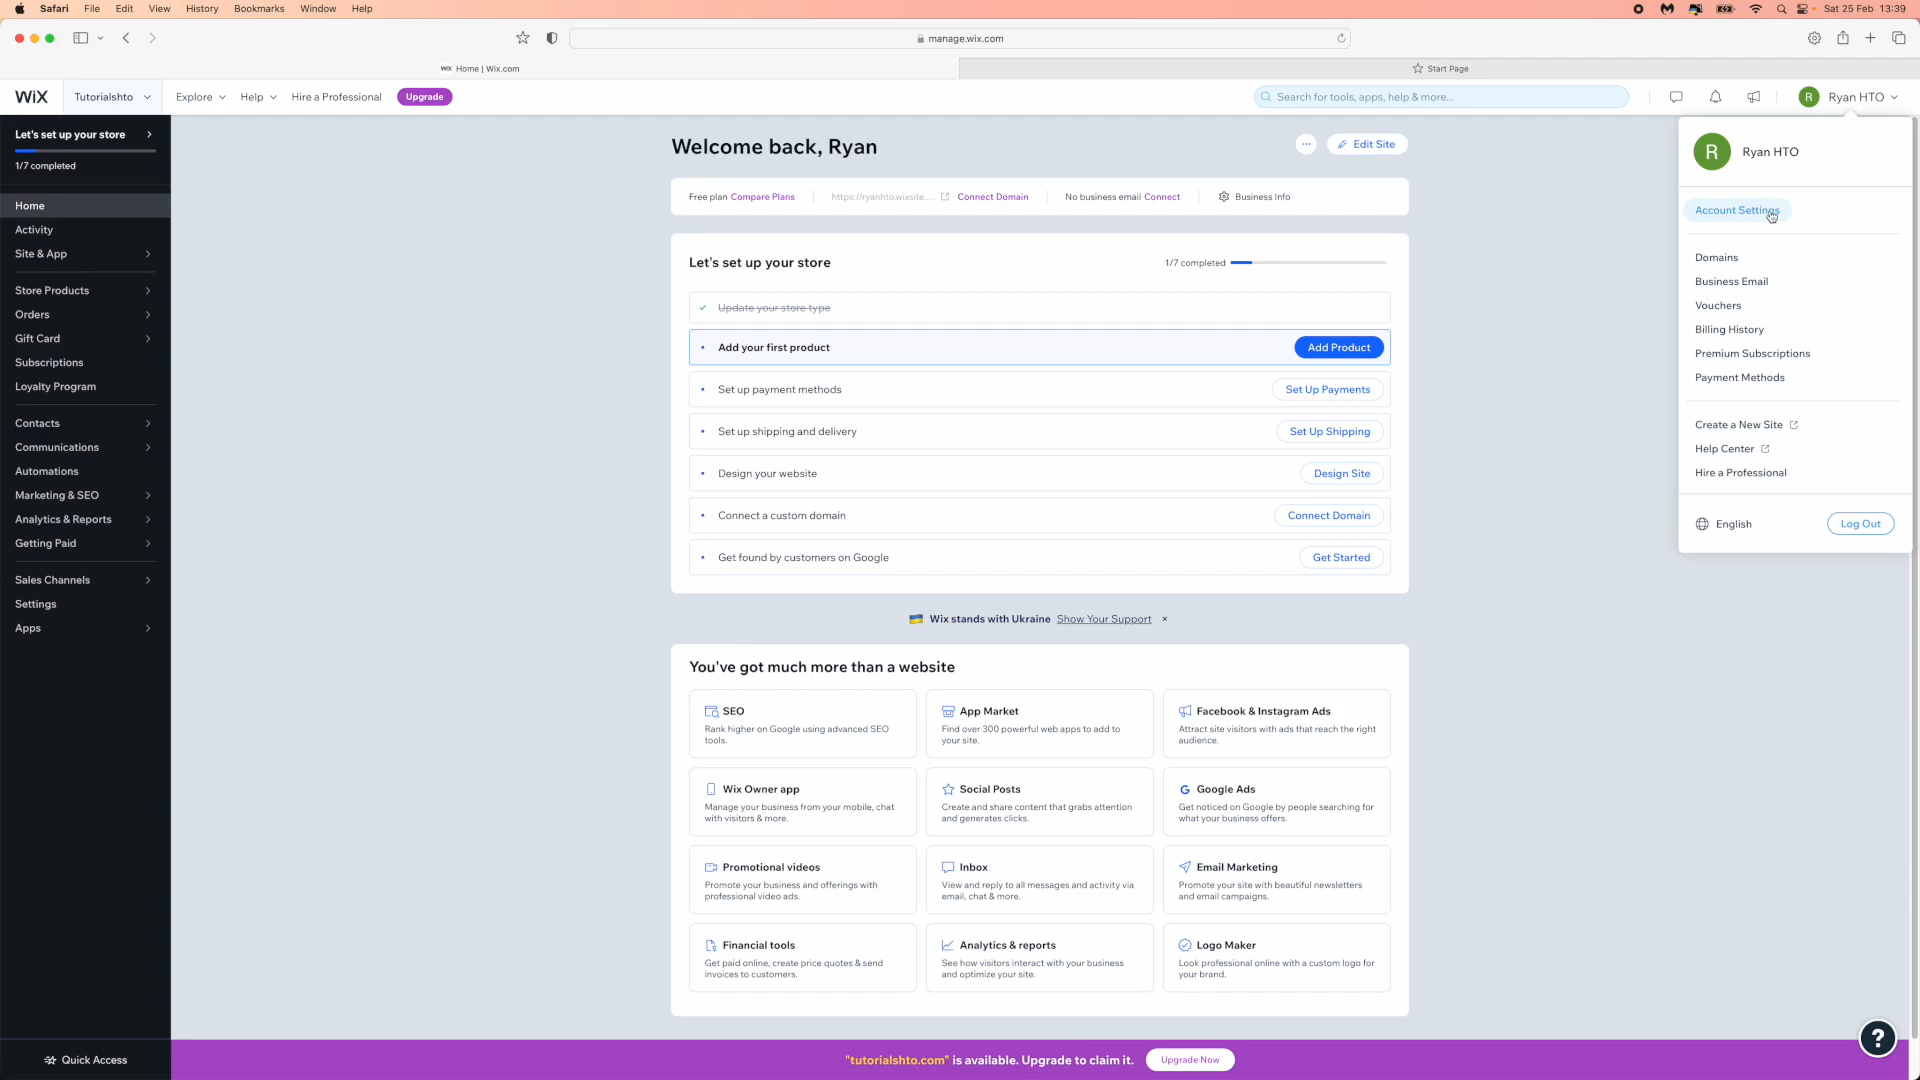 Safari File Edit View History Bookmarks Window Help
Sat 25 Feb 13:39
manage.wix.com
WIX Home | Wix.com
Start Page
WiX
Tutorialshto
Explore
Help
Hire a Professional
Upgrade
Search for tools, apps, help & more...
R Ryan HTO
Let's set up your store
1/7 completed
Home
Activity
Site & App
Store Products
Orders
Gift Card
Subscriptions
Loyalty Program
Contacts
Communications
Automations
Marketing & SEO
Analytics & Reports
Getting Paid
Sales Channels
Settings
Apps
Quick Access
Welcome back, Ryan
Edit Site
Free plan Compare Plans
https://ryanhto.wixsite.... Connect Domain
No business email Connect
Business Info
Let's set up your store
1/7 completed
Update your store type
Add your first product
Add Product
Set up payment methods
Set Up Payments
Set up shipping and delivery
Set Up Shipping
Design your website
Design Site
Connect a custom domain
Connect Domain
Get found by customers on Google
Get Started
Wix stands with Ukraine Show Your Support ×
You've got much more than a website
SEO
Rank higher on Google using advanced SEO
tools.
App Market
Find over 300 powerful web apps to add to
your site.
Facebook & Instagram Ads
Attract site visitors with ads that reach the right
audience.
Wix Owner app
Manage your business from your mobile, chat
with visitors & more.
Social Posts
Create and share content that grabs attention
and generates clicks.
G Google Ads
Get noticed on Google by people searching for
what your business offers.
Promotional videos
Promote your business and offerings with
professional video ads.
Inbox
View and reply to all messages and activity via
email, chat & more.
Email Marketing
Promote your site with beautiful newsletters
and email campaigns.
Financial tools
Get paid online, create price quotes & send
invoices to customers.
Analytics & reports
See how visitors interact with your business
and optimize your site.
Logo Maker
Look professional online with a custom logo for
your brand.
R Ryan HTO
Account Settings
Domains
Business Email
Vouchers
Billing History
Premium Subscriptions
Payment Methods
Create a New Site
Help Center
Hire a Professional
English
Log Out
?
"tutorialshto.com" is available. Upgrade to claim it.
Upgrade Now